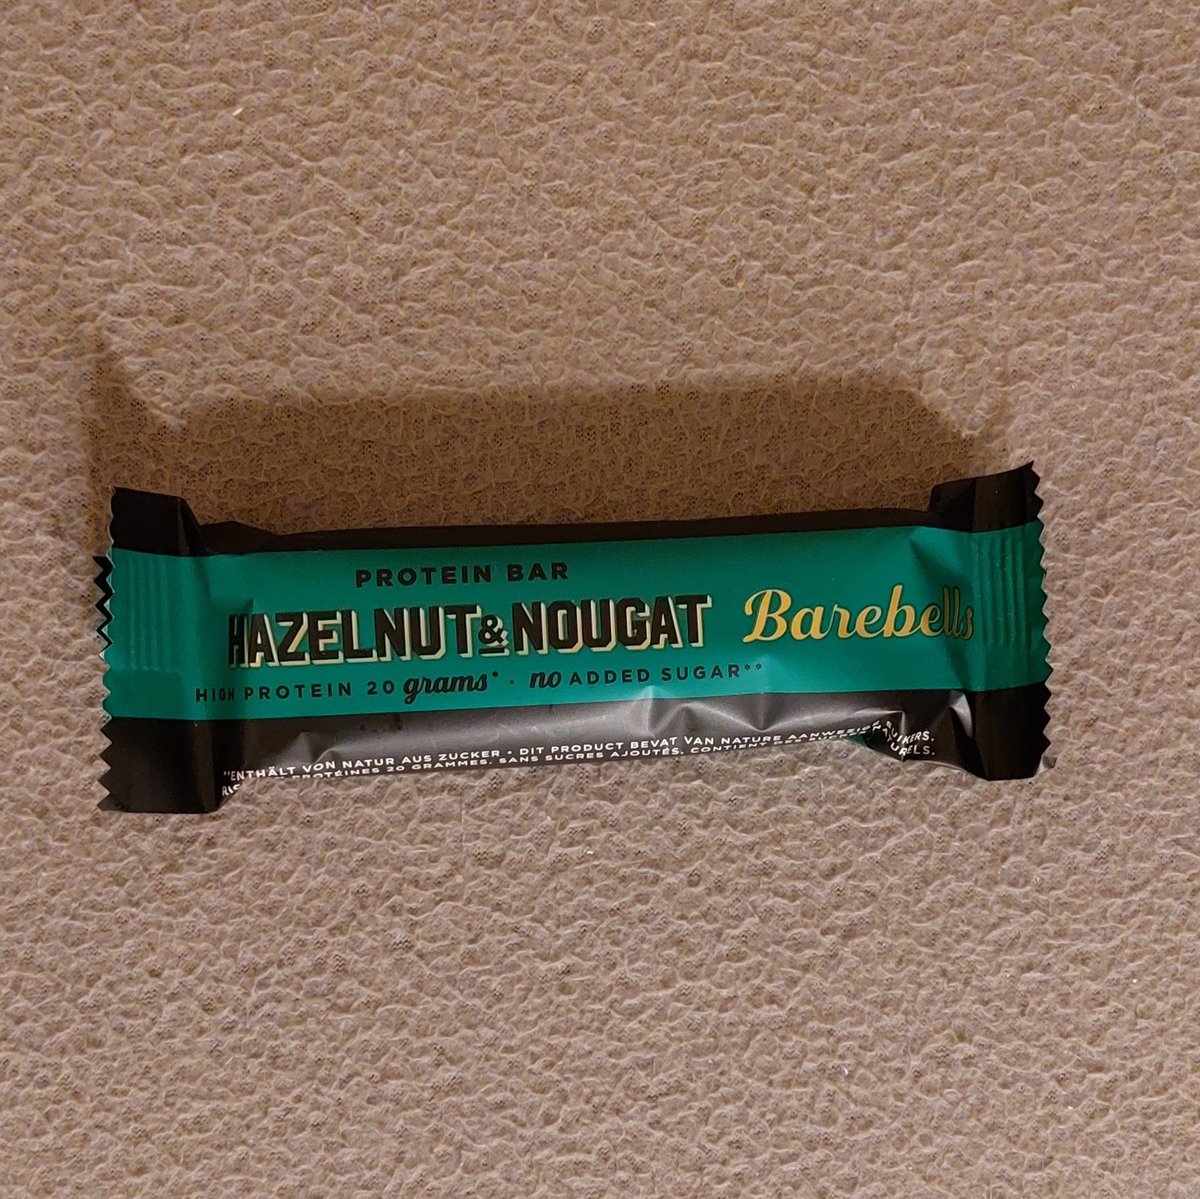 PROTEIN BAR
HAZELNUT & NOUGAT Barebells
HIGH PROTEIN 20 grams* · no ADDED SUGAR**
"ENTHÄLT VON NATUR AUS ZUCKER • DIT PRODUCT BEVAT VAN NATURE AANWEZIGE
PROTÉINES 20 GRAMMES. SANS SUCRES AJOUTÉS. CONTIENT DES